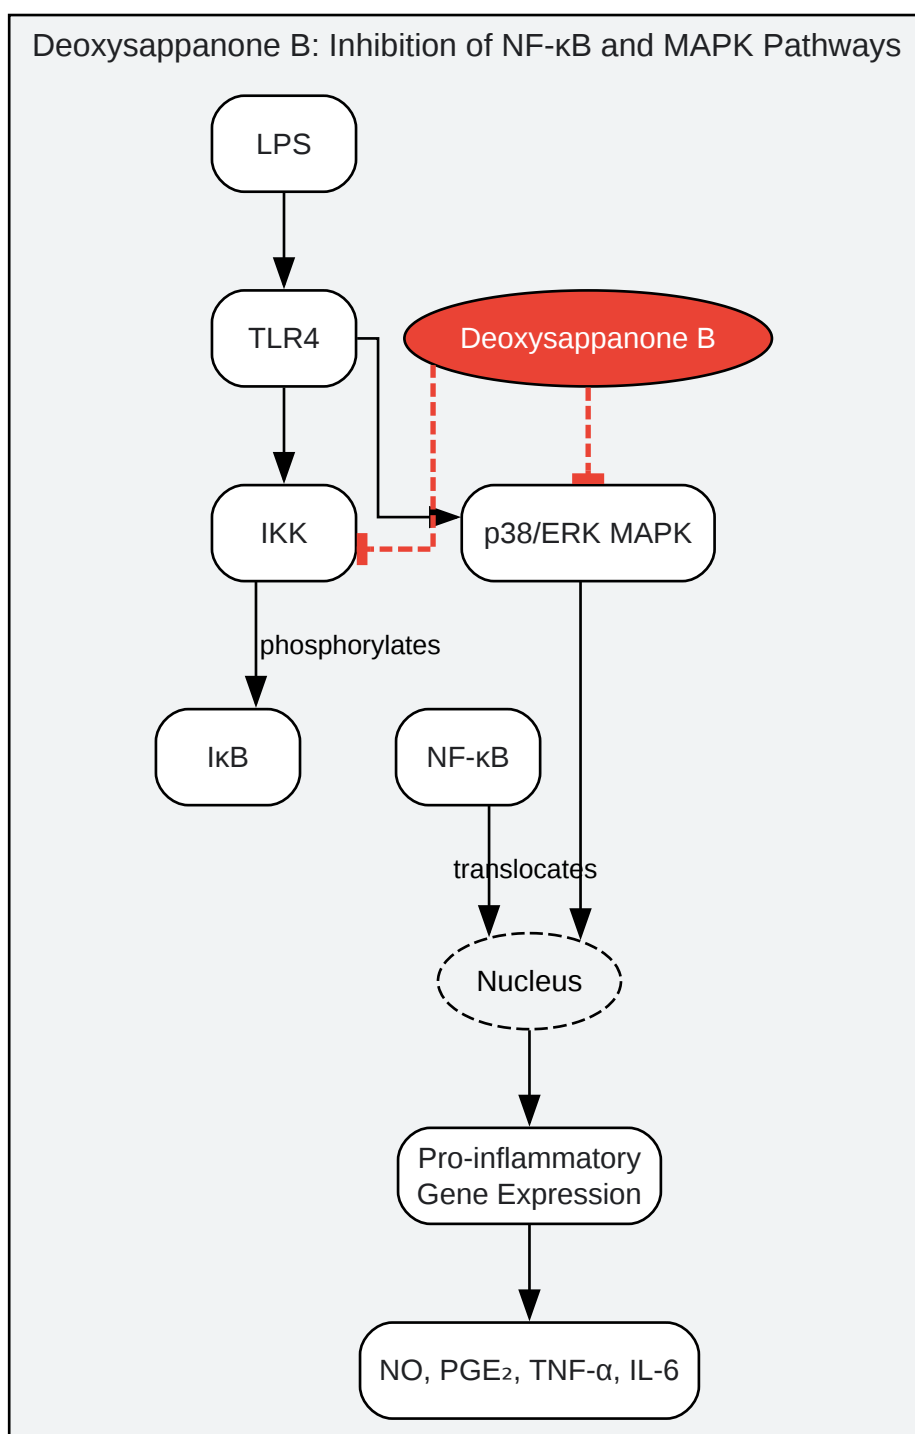 Deoxysappanone B: Inhibition of NF-κB and MAPK Pathways
LPS
TLR4
Deoxysappanone B
IKK
p38/ERK MAPK
phosphorylates
IκB
NF-κB
translocates
Nucleus
Pro-inflammatory
Gene Expression
NO, PGE₂, TNF-α, IL-6